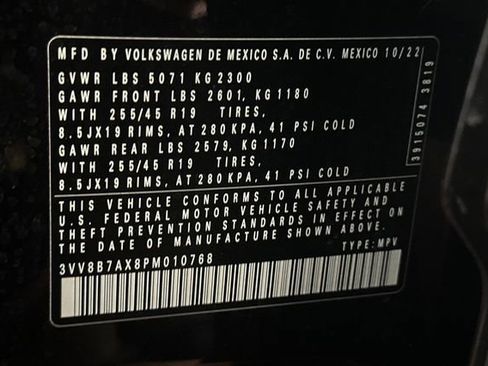 MFD BY VOLKSWAGEN DE MEXICO S.A. DE C.V. MEXICO 10/22
GVWR LBS 5071 KG 2300
GAWR FRONT LBS 2601, KG 1180
WITH 255/45 R19 TIRES,
8.5JX19 RIMS, AT 280KPA, 41 PSI COLD
GAWR REAR LBS 2579, KG 1170
WITH 255/45 R19 TIRES,
8.5JX19 RIMS, AT 280KPA, 41 PSI COLD
THIS VEHICLE CONFORMS TO ALL APPLICABLE
U.S. FEDERAL MOTOR VEHICLE SAFETY AND
THEFT PREVENTION STANDARDS IN EFFECT ON
THE DATE OF MANUFACTURE SHOWN ABOVE.
3VV8B7AX8PM010768 TYPE: MPV
3915074 3819